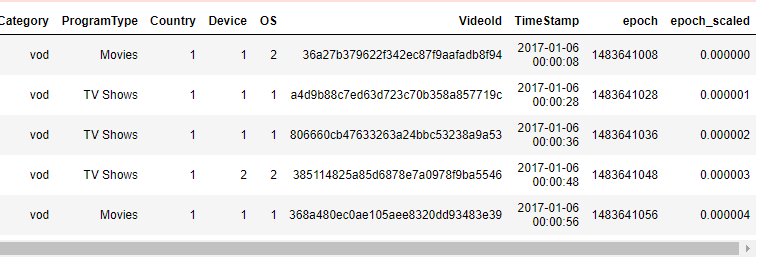 Category ProgramType Country Device OS VideoId TimeStamp epoch epoch_scaled
vod Movies 1 1 2 36a27b379622f342ec87f9aafadb8f94 2017-01-06 00:00:08 1483641008 0.000000
vod TV Shows 1 1 1 a4d9b88c7ed63d723c70b358a857719c 2017-01-06 00:00:28 1483641028 0.000001
vod TV Shows 1 1 1 806660cb47633263a24bbc53238a9a53 2017-01-06 00:00:36 1483641036 0.000002
vod TV Shows 1 2 2 385114825a85d6878e7a0978f9ba5546 2017-01-06 00:00:48 1483641048 0.000003
vod Movies 1 1 1 368a480ec0ae105aee8320dd93483e39 2017-01-06 00:00:56 1483641056 0.000004